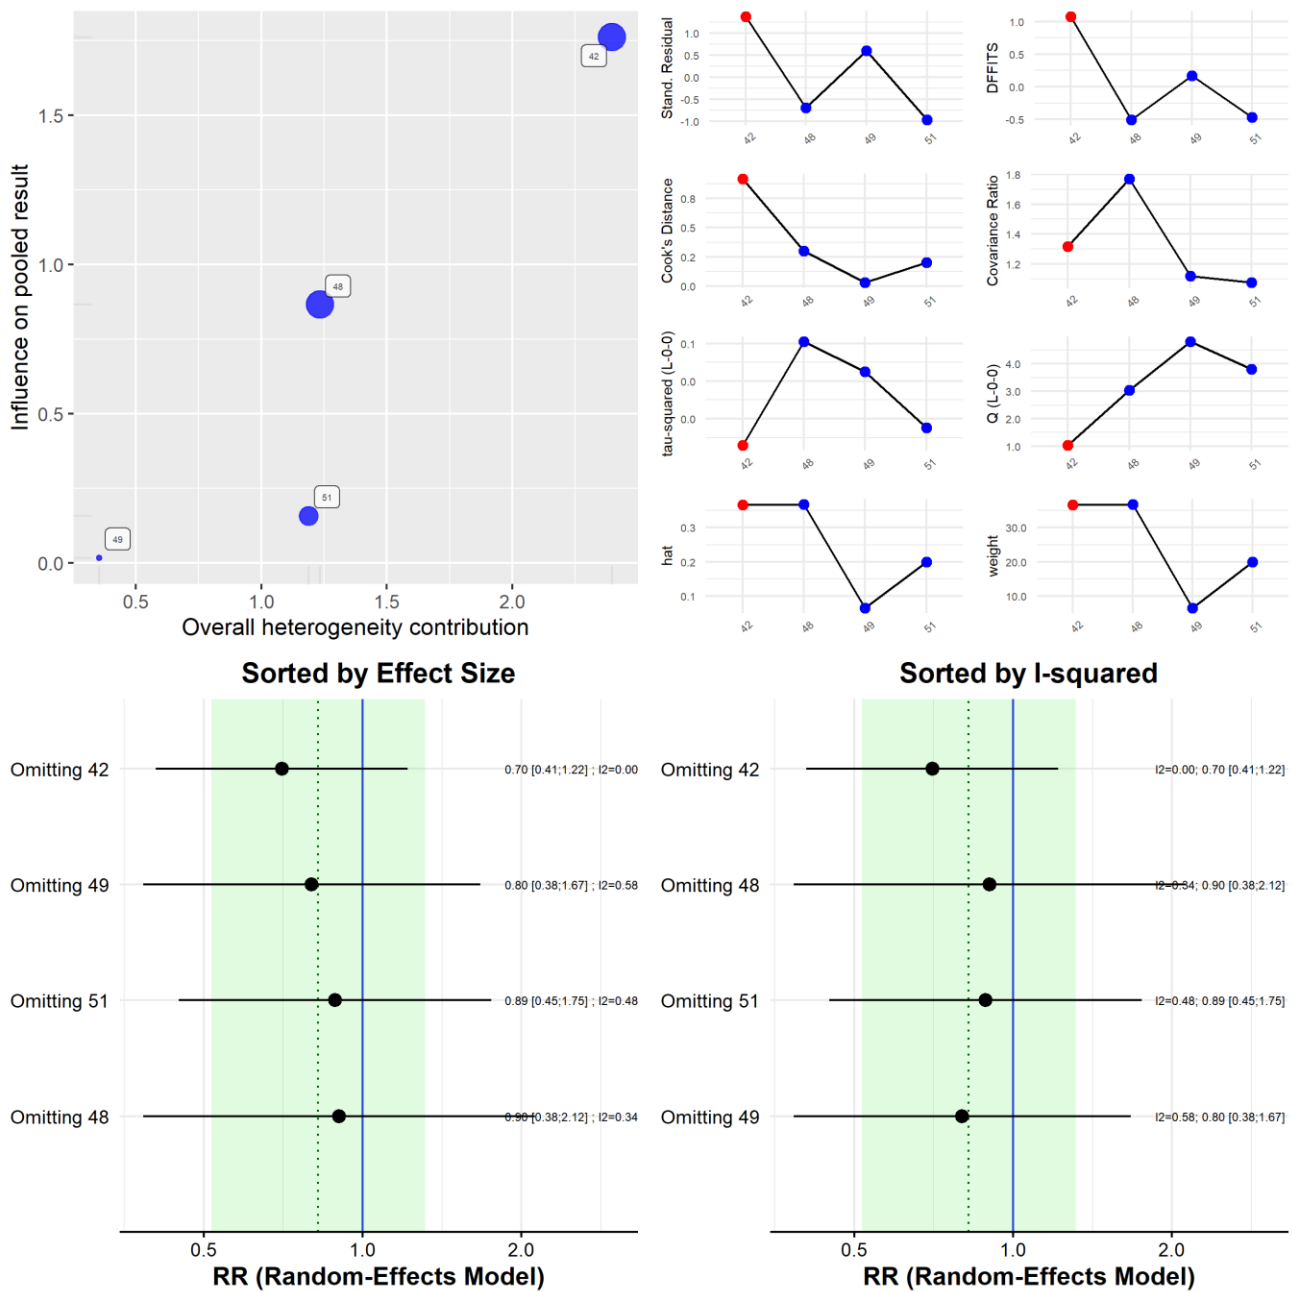 Influence on pooled result
1.5
1.0
0.5
0.0
42
48
51
49
0.5 1.0 1.5 2.0
Overall heterogeneity contribution
Stand. Residual
1.0
0.5
0.0
-0.5
-1.0
42 48 49 51
DFFITS
1.0
0.5
0.0
-0.5
42 48 49 51
Cook's Distance
0.8
0.5
0.2
0.0
42 48 49 51
Covariance Ratio
1.8
1.6
1.4
1.2
42 48 49 51
tau-squared (L-0-0)
0.1
0.0
0.0
42 48 49 51
Q (L-0-0)
4.0
3.0
2.0
1.0
42 48 49 51
hat
0.3
0.2
0.1
42 48 49 51
weight
30.0
20.0
10.0
42 48 49 51
Sorted by Effect Size
Omitting 42 0.70 [0.41;1.22] ; I2=0.00
Omitting 49 0.80 [0.38;1.67] ; I2=0.58
Omitting 51 0.89 [0.45;1.75] ; I2=0.48
Omitting 48 0.90 [0.38;2.12] ; I2=0.34
0.5 1.0 2.0
RR (Random-Effects Model)
Sorted by I-squared
Omitting 42 I2=0.00; 0.70 [0.41;1.22]
Omitting 48 I2=0.34; 0.90 [0.38;2.12]
Omitting 51 I2=0.48; 0.89 [0.45;1.75]
Omitting 49 I2=0.58; 0.80 [0.38;1.67]
0.5 1.0 2.0
RR (Random-Effects Model)